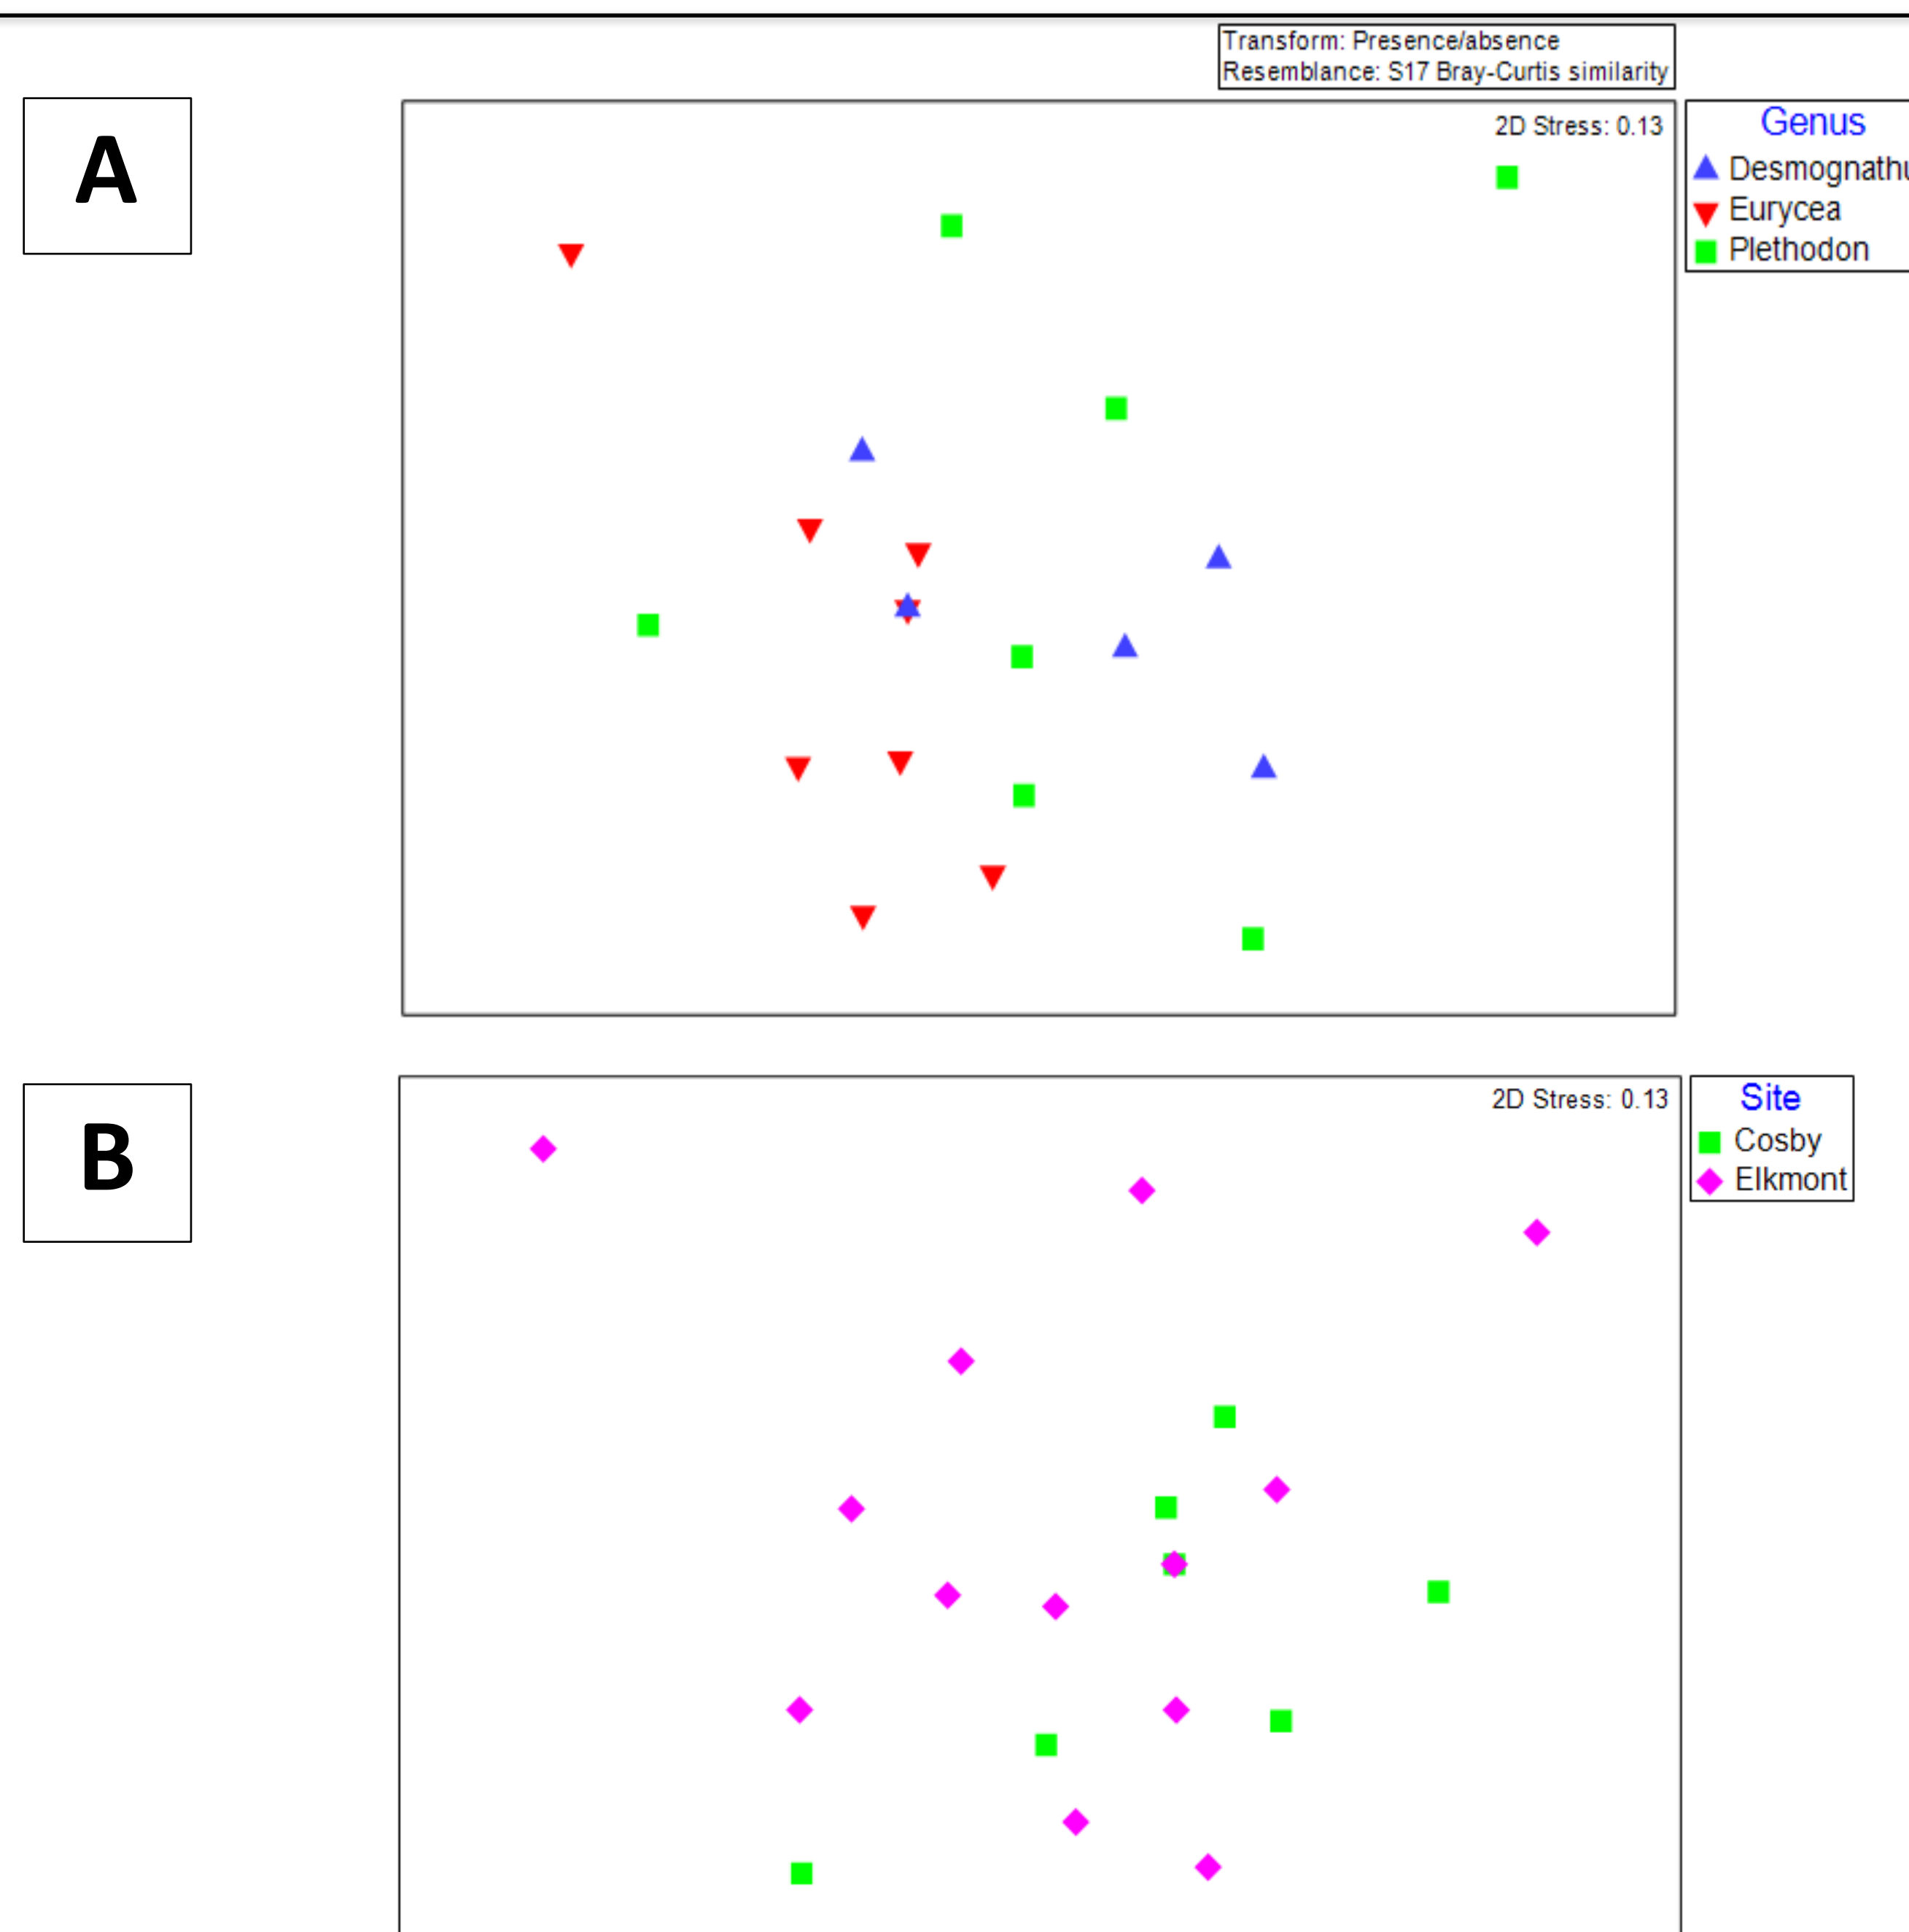 Transform: Presence/absence
Resemblance: S17 Bray-Curtis similarity
A
2D Stress: 0.13
Genus
Desmognathu
Eurycea
Plethodon
B
2D Stress: 0.13
Site
Cosby
Elkmont